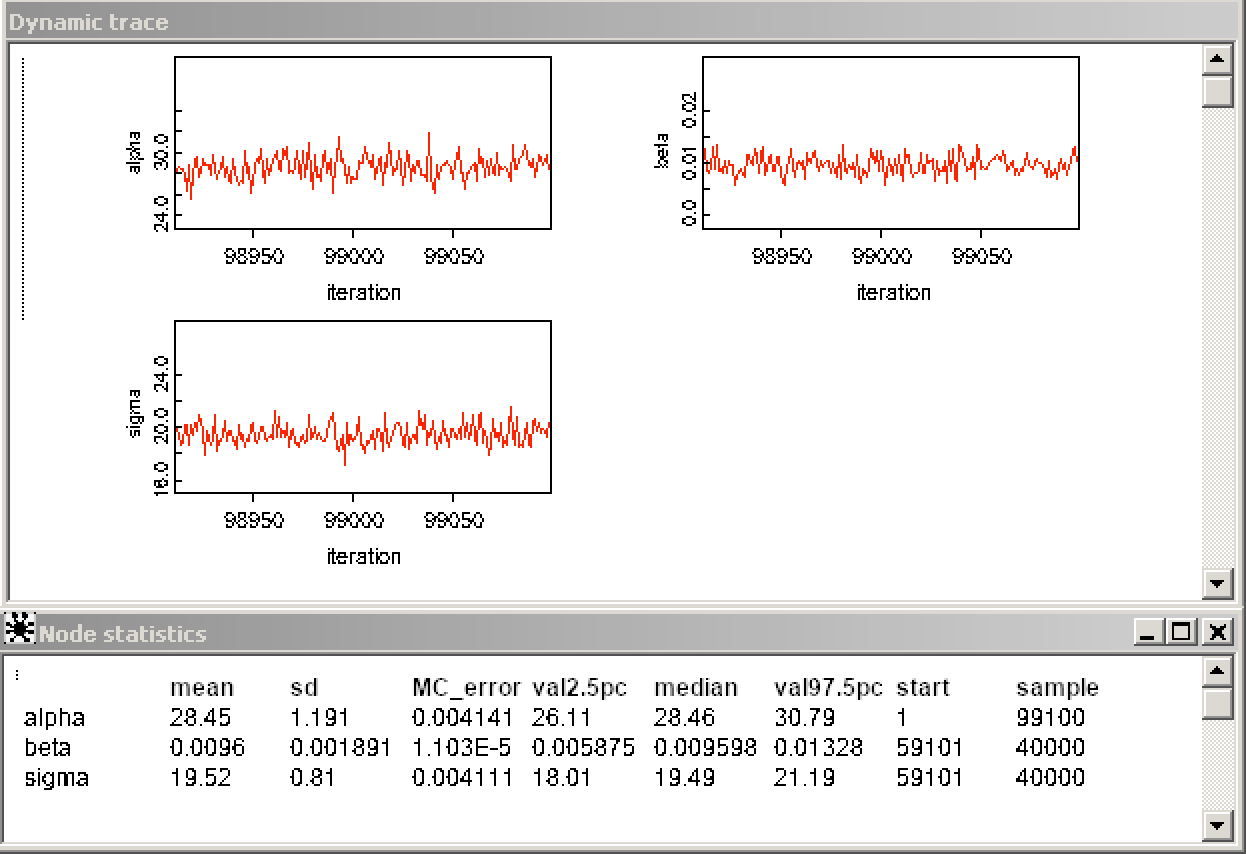 Dynamic trace
alpha
30.0
24.0
98950 99000 99050
iteration
beta
0.02
0.01
0.0
98950 99000 99050
iteration
sigma
24.0
20.0
16.0
98950 99000 99050
iteration
Node statistics
mean sd MC_error val2.5pc median val97.5pc start sample
alpha 28.45 1.191 0.004141 26.11 28.46 30.79 1 99100
beta 0.0096 0.001891 1.103E-5 0.005875 0.009598 0.01328 59101 40000
sigma 19.52 0.81 0.004111 18.01 19.49 21.19 59101 40000